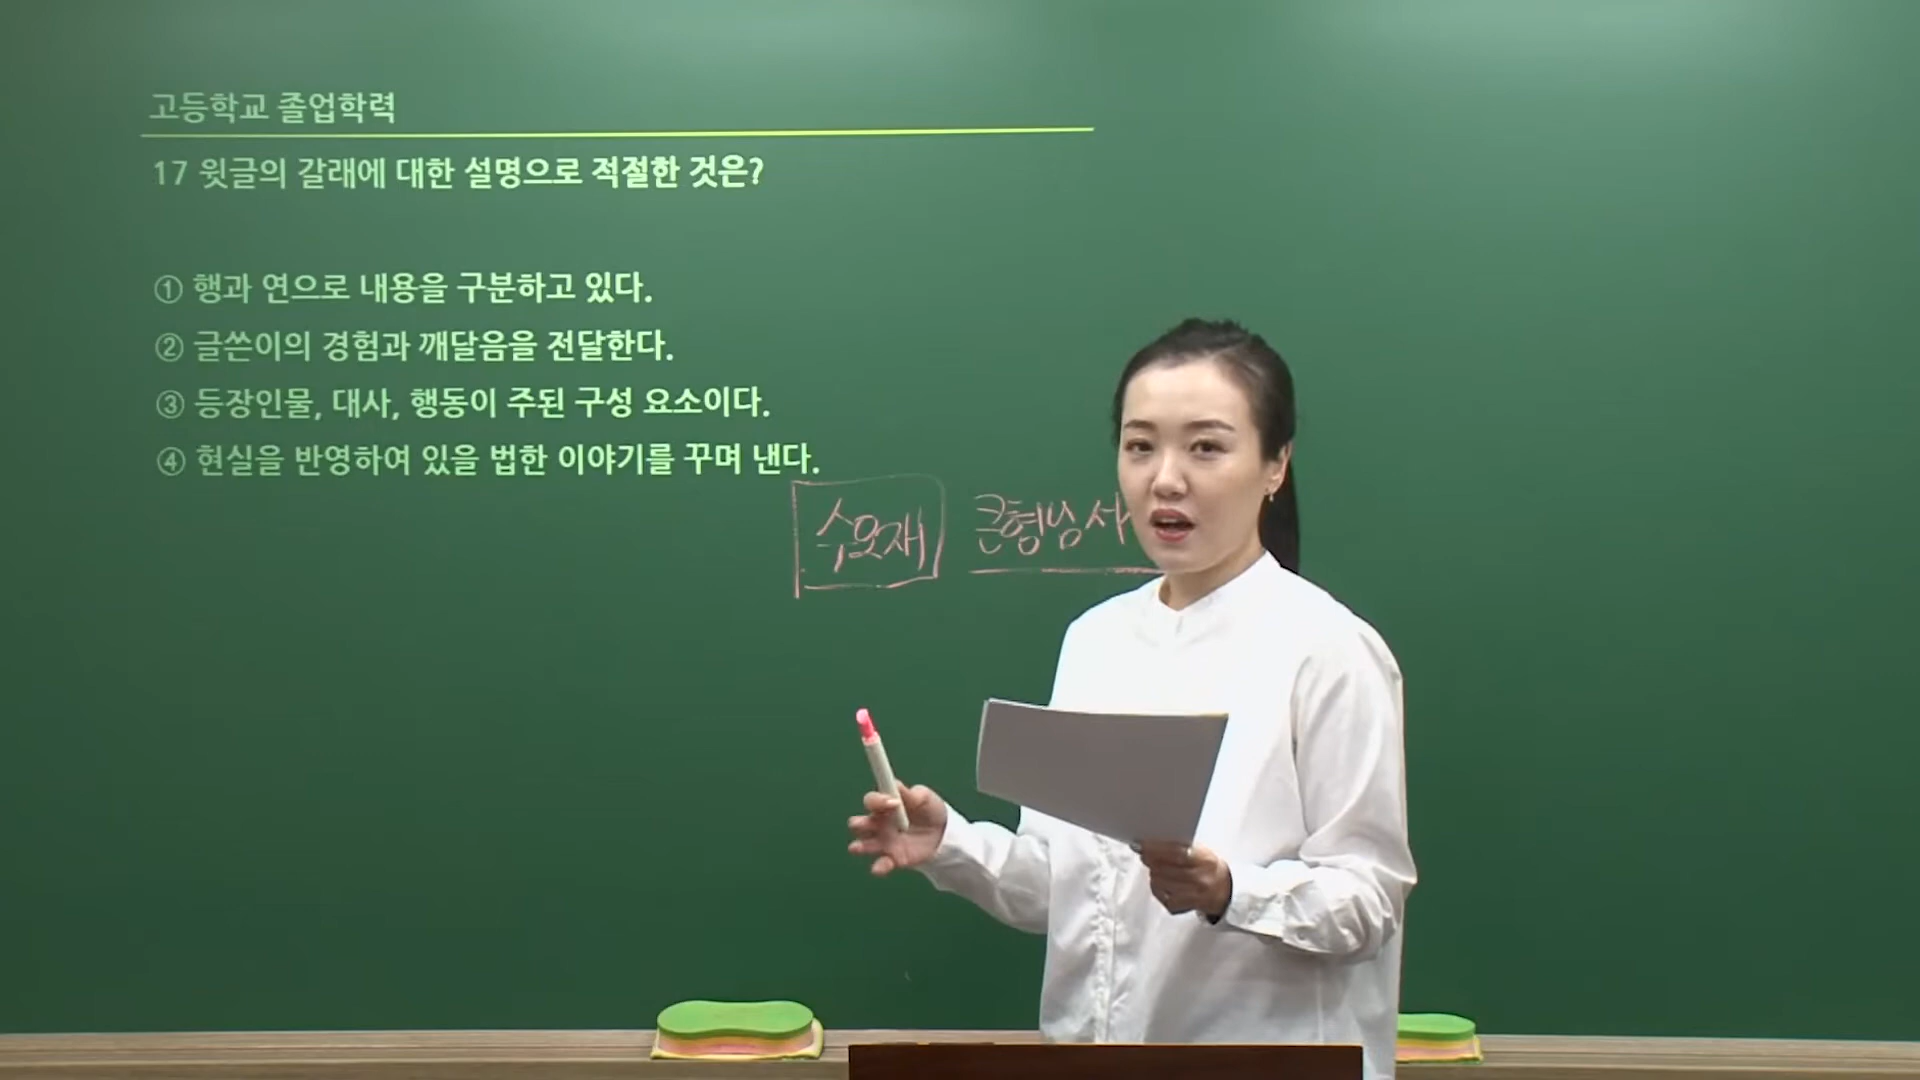 고등학교 졸업학력
17 윗글의 갈래에 대한 설명으로 적절한 것은?
① 행과 연으로 내용을 구분하고 있다.
② 글쓴이의 경험과 깨달음을 전달한다.
③ 등장인물, 대사, 행동이 주된 구성 요소이다.
④ 현실을 반영하여 있을 법한 이야기를 꾸며 낸다.
수오재 큰형님 서